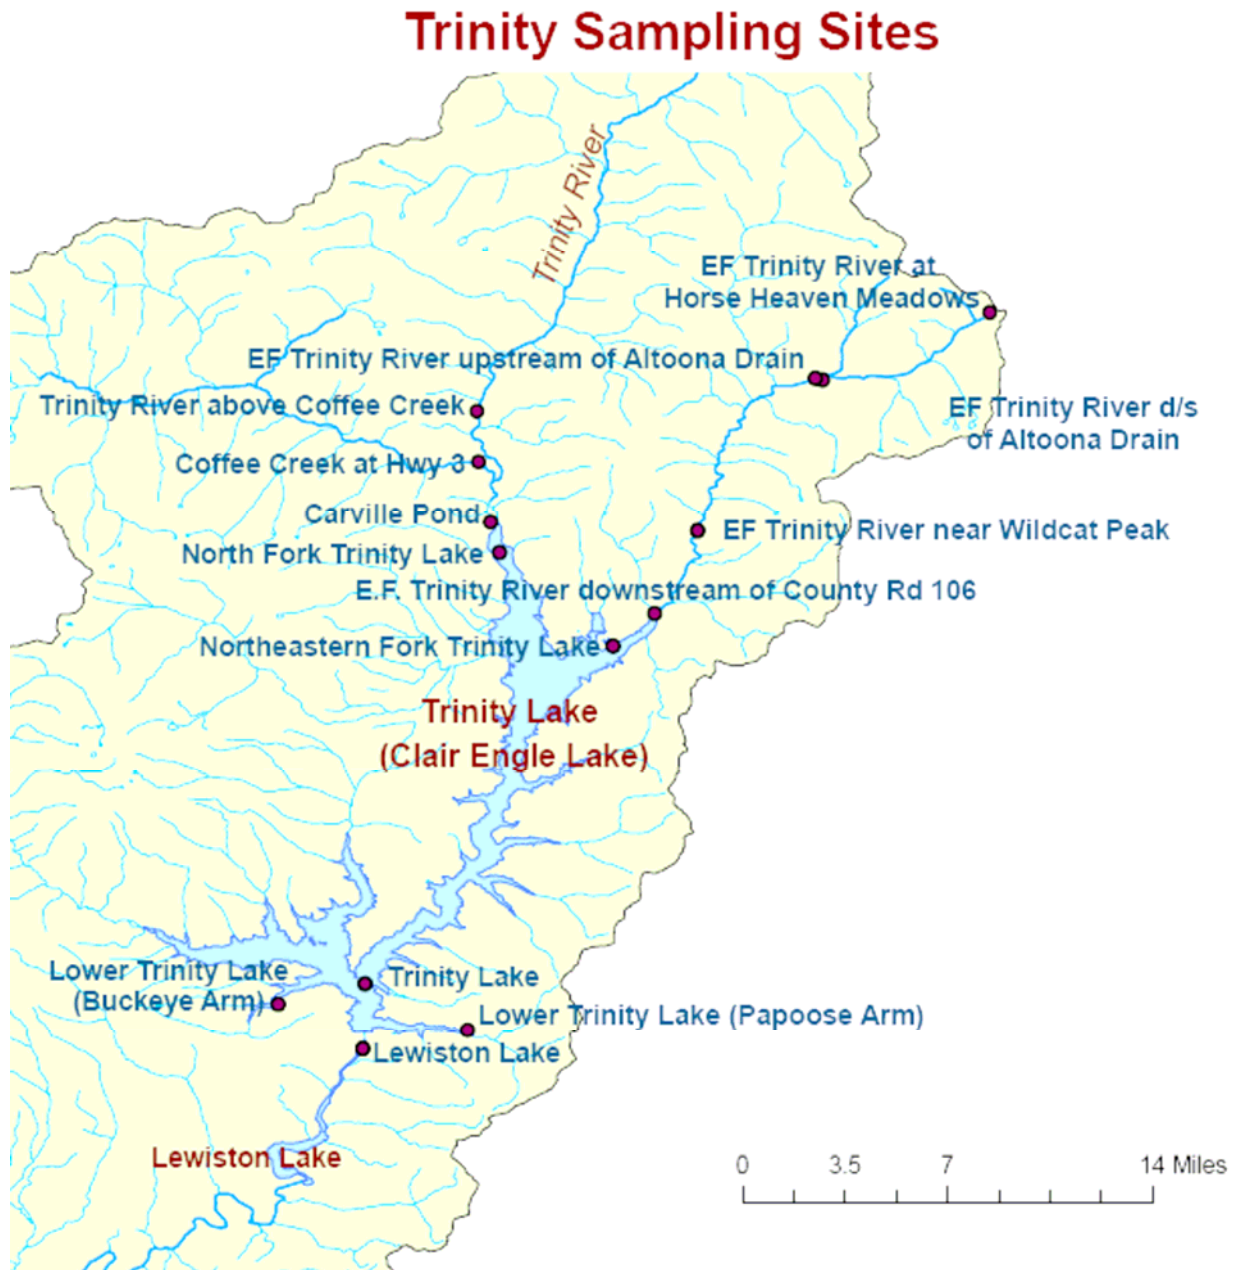 Trinity Sampling Sites
Trinity River
EF Trinity River at
Horse Heaven Meadows
EF Trinity River upstream of Altoona Drain
Trinity River above Coffee Creek
EF Trinity River d/s
of Altoona Drain
Coffee Creek at Hwy 3
Carville Pond
EF Trinity River near Wildcat Peak
North Fork Trinity Lake
E.F. Trinity River downstream of County Rd 106
Northeastern Fork Trinity Lake
Trinity Lake
(Clair Engle Lake)
Lower Trinity Lake
(Buckeye Arm)
Trinity Lake
Lower Trinity Lake (Papoose Arm)
Lewiston Lake
Lewiston Lake
0 3.5 7 14 Miles